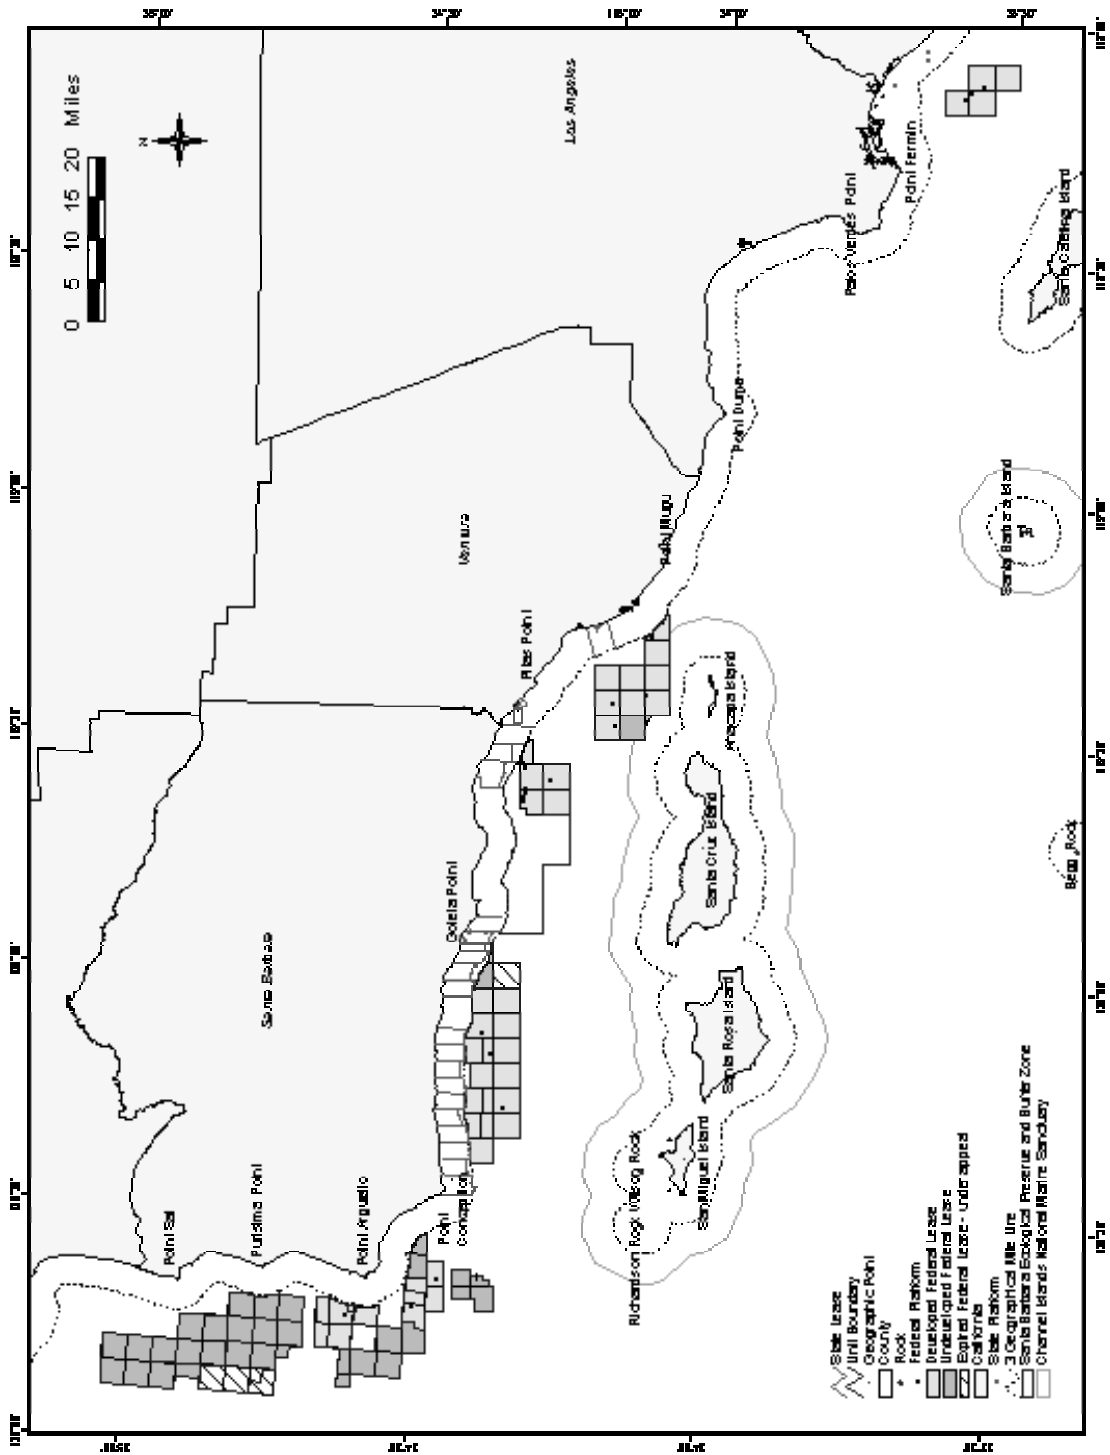 0 5 10 15 20 Miles
N
Los Angeles
Ventura
Santa Barbara
Point Sal
Purisima Point
Point Arguello
Point
Conception
Goleta Point
Pitas Point
Point Mugu
Point Dume
Palos Verdes Point
Point Fermin
Richardson Rock
Wilson Rock
San Miguel Island
Santa Rosa Island
Santa Cruz Island
Anacapa Island
Santa Barbara Island
Santa Catalina Island
Begg Rock
State Lease
Unit Boundary
Geographic Point
County
Rock
Federal Platform
Developed Federal Lease
Undeveloped Federal Lease
Expired Federal Lease - under appeal
California
State Platform
3 Geographical Mile Line
Santa Barbara Ecological Preserve and Buffer Zone
Channel Islands National Marine Sanctuary